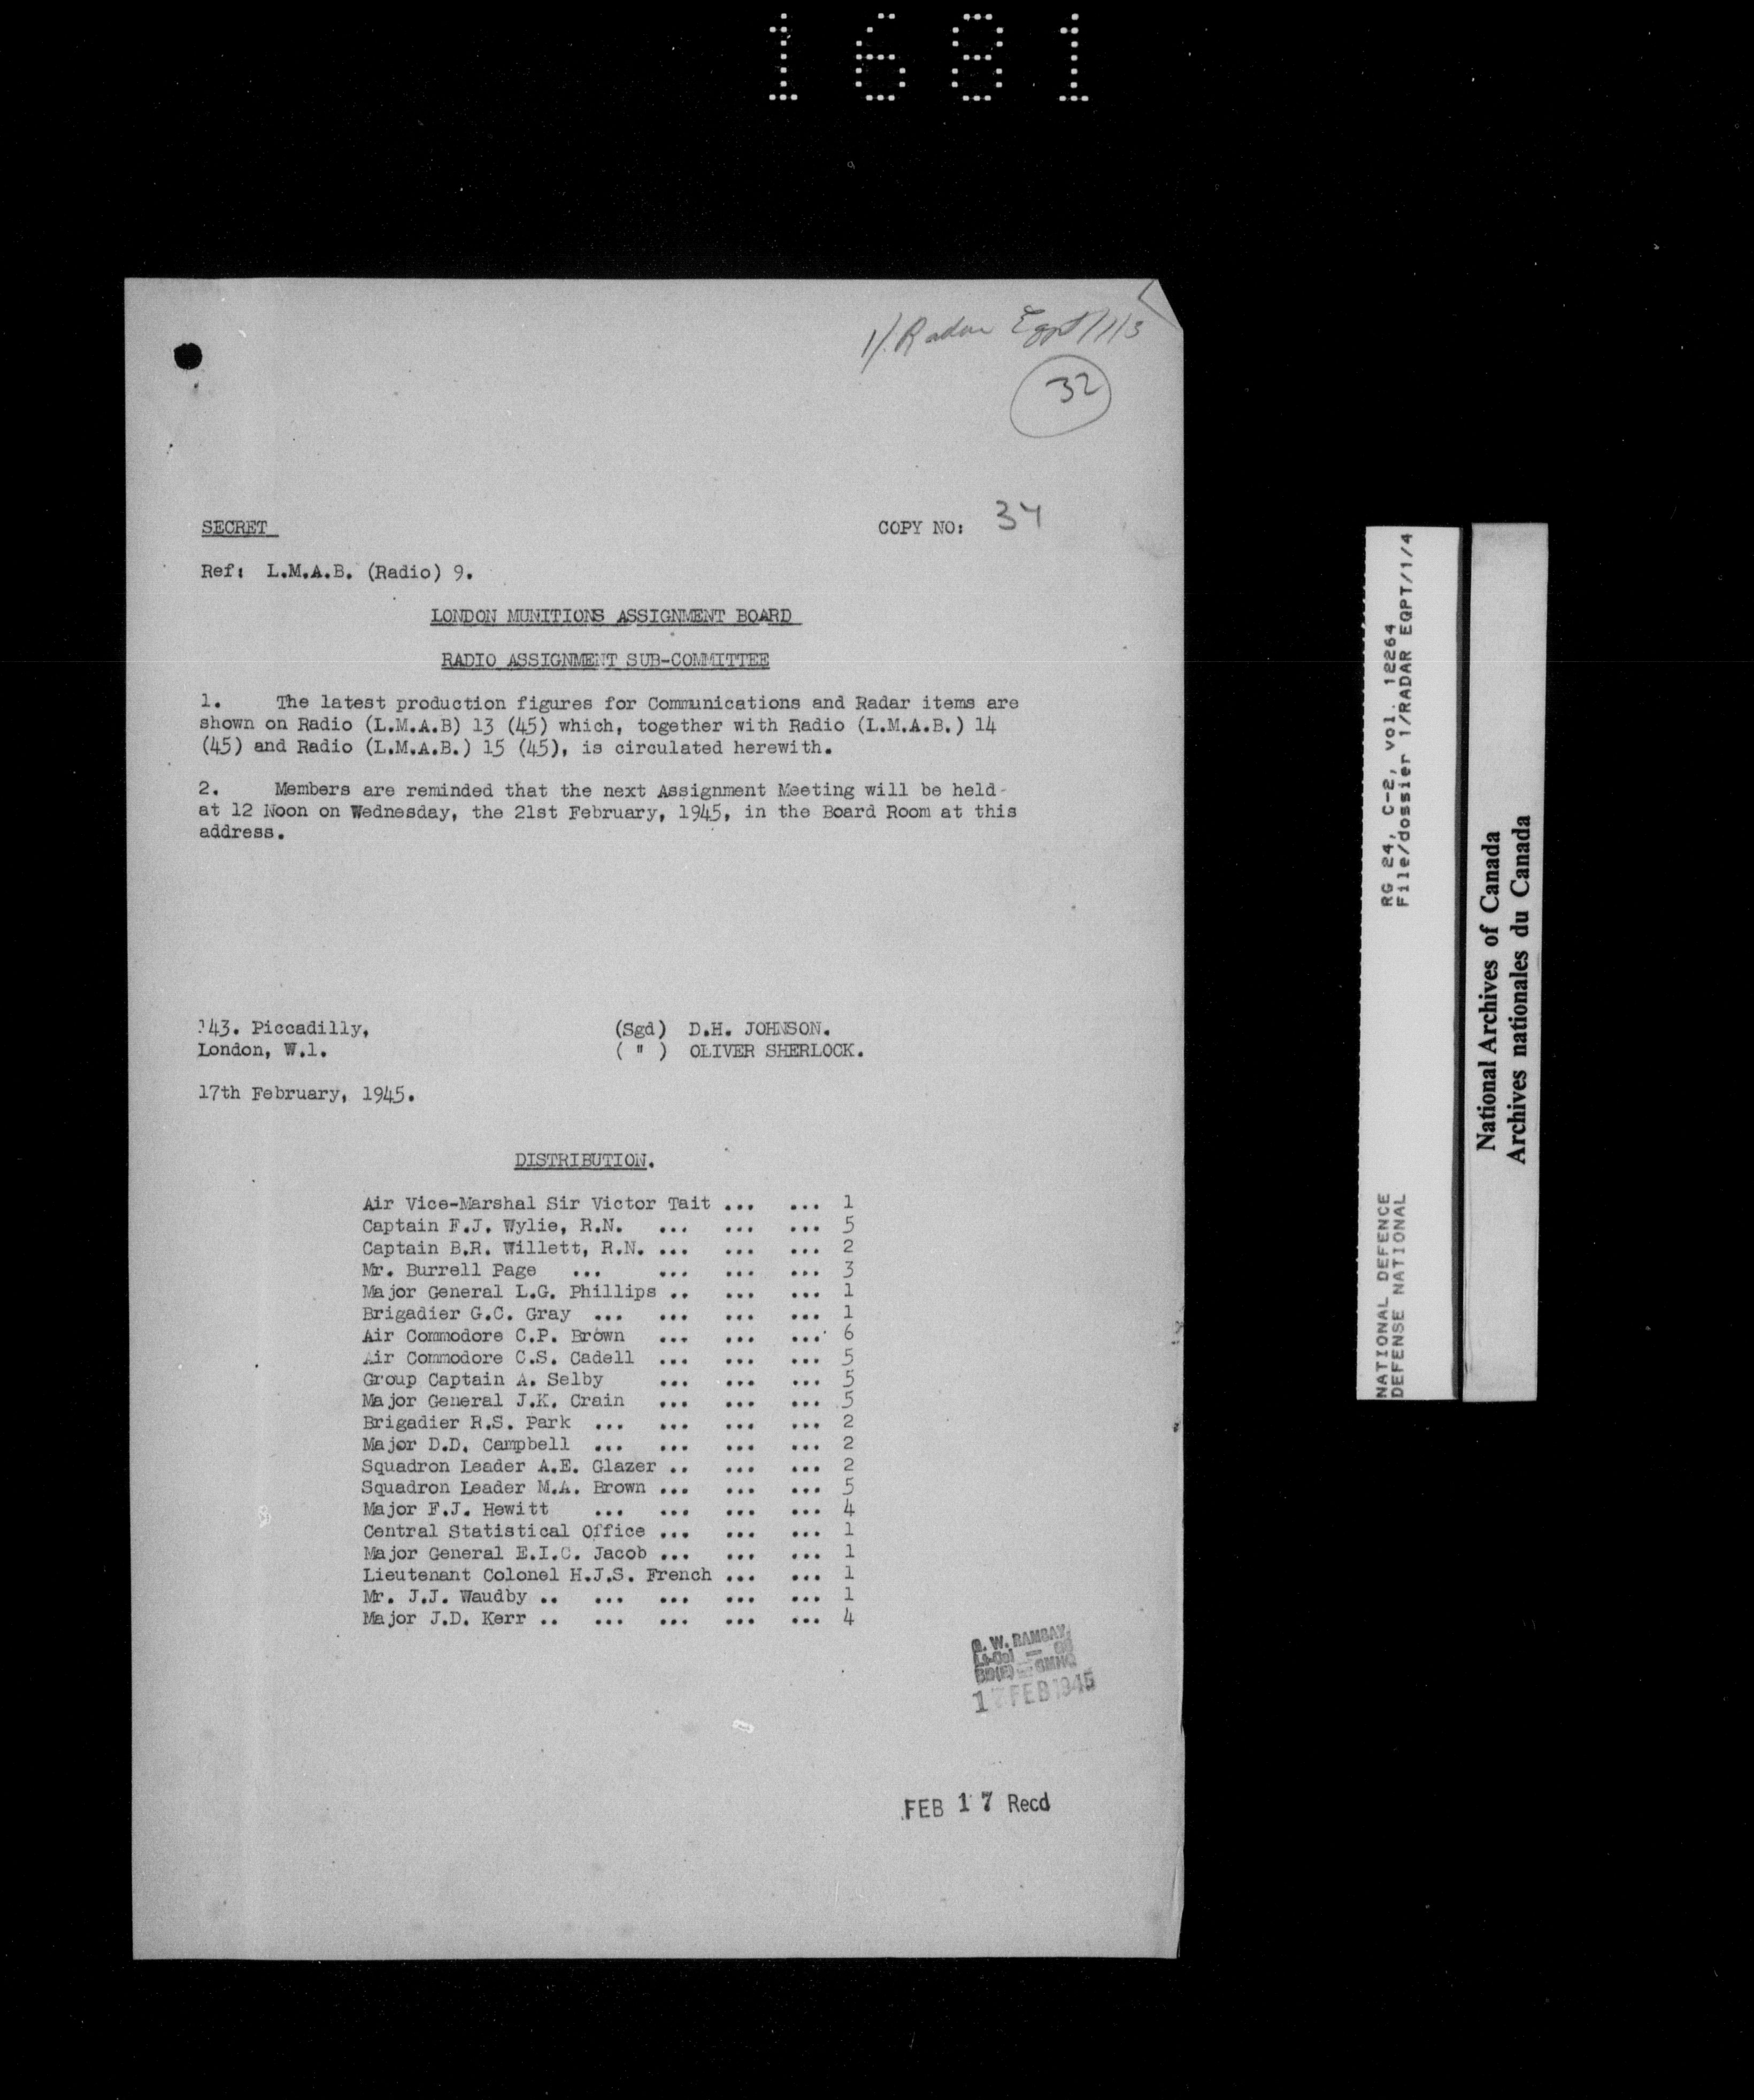 1681
1/Radar Eqpt/1/3
32
SECRET
COPY NO: 34
Ref: L.M.A.B. (Radio) 9.
LONDON MUNITIONS ASSIGNMENT BOARD
RADIO ASSIGNMENT SUB-COMMITTEE
1. The latest production figures for Communications and Radar items are
shown on Radio (L.M.A.B) 13 (45) which, together with Radio (L.M.A.B.) 14
(45) and Radio (L.M.A.B.) 15 (45), is circulated herewith.
2. Members are reminded that the next Assignment Meeting will be held
at 12 Noon on Wednesday, the 21st February, 1945, in the Board Room at this
address.
143. Piccadilly,
London, W.1.
(Sgd) D.H. JOHNSON.
( " ) OLIVER SHERLOCK.
17th February, 1945.
DISTRIBUTION.
Air Vice-Marshal Sir Victor Tait ... ... 1
Captain F.J. Wylie, R.N. ... ... ... 5
Captain B.R. Willett, R.N. ... ... ... 2
Mr. Burrell Page ... ... ... ... 3
Major General L.G. Phillips .. ... ... 1
Brigadier G.C. Gray ... ... ... ... 1
Air Commodore C.P. Brown ... ... ... 6
Air Commodore C.S. Cadell ... ... ... 5
Group Captain A. Selby ... ... ... 5
Major General J.K. Crain ... ... ... 5
Brigadier R.S. Park ... ... ... ... 2
Major D.D. Campbell ... ... ... ... 2
Squadron Leader A.E. Glazer .. ... ... 2
Squadron Leader M.A. Brown ... ... ... 5
Major F.J. Hewitt ... ... ... ... 4
Central Statistical Office ... ... ... 1
Major General E.I.C. Jacob ... ... ... 1
Lieutenant Colonel H.J.S. French ... ... 1
Mr. J.J. Waudby .. ... ... ... ... 1
Major J.D. Kerr .. ... ... ... ... 4
W. RAMSAY
Lt-Col
CMHQ
17 FEB 1945
FEB 17 Recd
NATIONAL DEFENCE RG 24, C-2, vol. 12264
DEFENSE NATIONAL File/dossier 1/RADAR EQPT/1/4
National Archives of Canada
Archives nationales du Canada